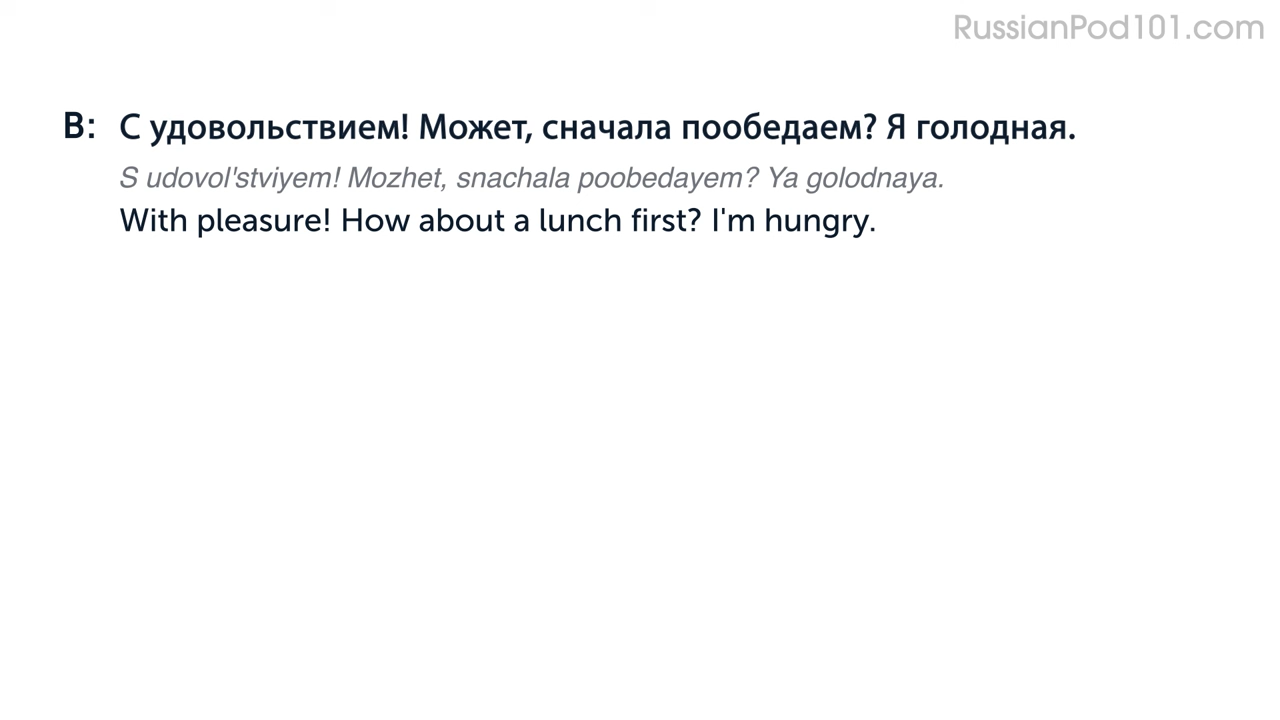 RussianPod101.com
B: С удовольствием! Может, сначала пообедаем? Я голодная.
S udovol'stviyem! Mozhet, snachala poobedayem? Ya golodnaya.
With pleasure! How about a lunch first? I'm hungry.